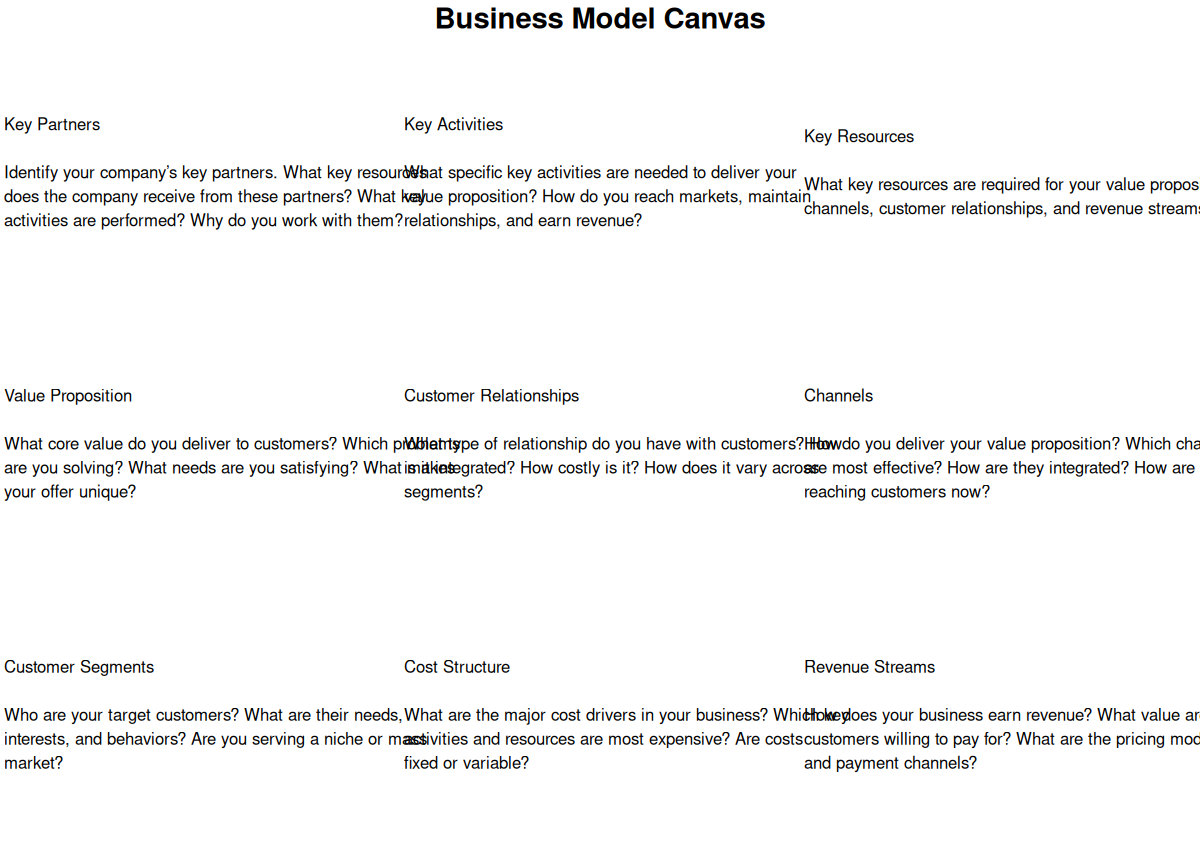 Business Model Canvas
Key Partners
Identify your company's key partners. What key resources
does the company receive from these partners? What key
activities are performed? Why do you work with them?
Key Activities
What specific key activities are needed to deliver your
value proposition? How do you reach markets, maintain
relationships, and earn revenue?
Key Resources
What key resources are required for your value propos
channels, customer relationships, and revenue streams
Value Proposition
What core value do you deliver to customers? Which problems
are you solving? What needs are you satisfying? What makes
your offer unique?
Customer Relationships
What type of relationship do you have with customers? How
is it integrated? How costly is it? How does it vary across
segments?
Channels
How do you deliver your value proposition? Which cha
are most effective? How are they integrated? How are
reaching customers now?
Customer Segments
Who are your target customers? What are their needs,
interests, and behaviors? Are you serving a niche or mass
market?
Cost Structure
What are the major cost drivers in your business? Which key
activities and resources are most expensive? Are costs
fixed or variable?
Revenue Streams
How does your business earn revenue? What value are
customers willing to pay for? What are the pricing mod
and payment channels?